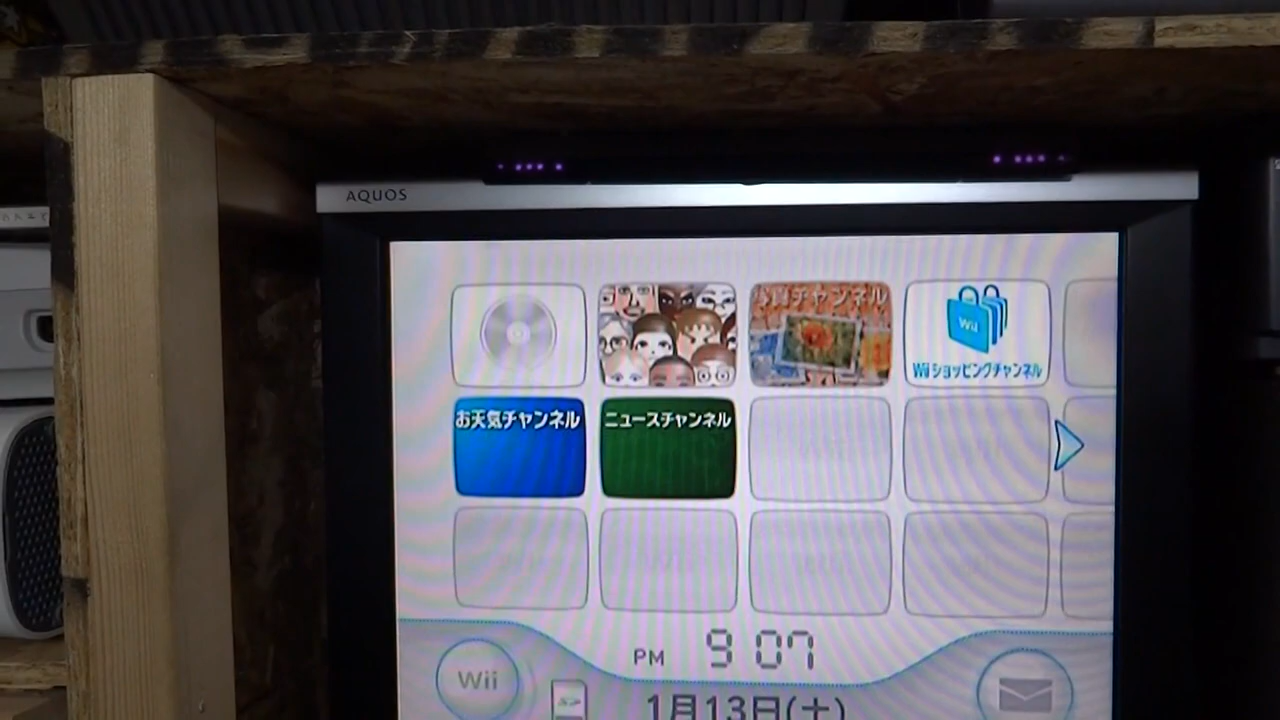 AQUOS
写真チャンネル
Wii
Wiiショッピングチャンネル
お天気チャンネル
ニュースチャンネル
PM 9 07
Wii
1月13日(土)